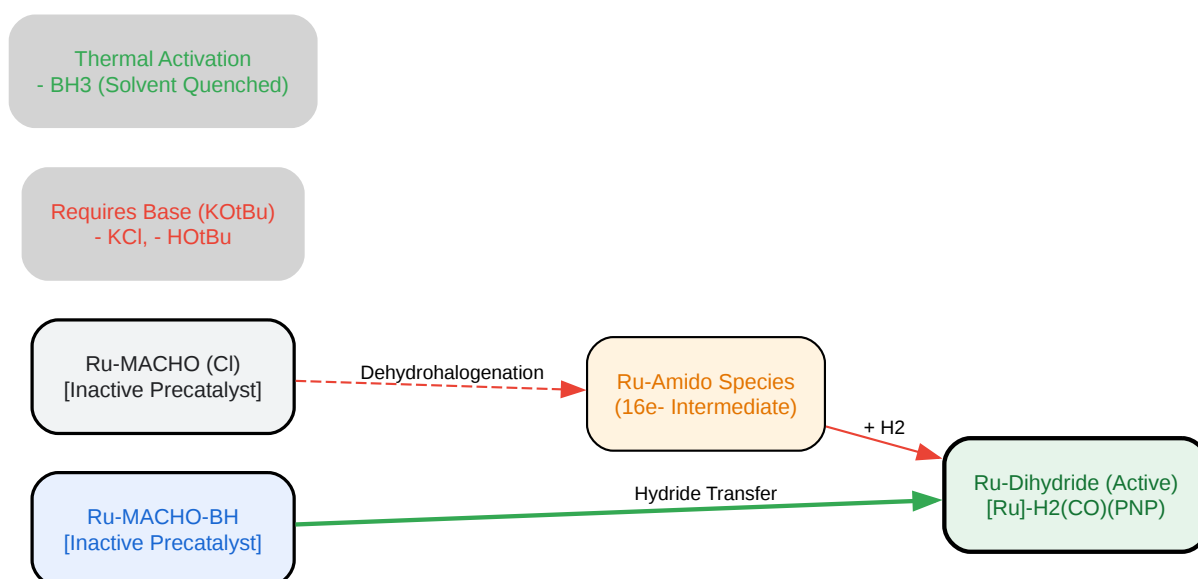 Thermal Activation
- BH3 (Solvent Quenched)
Requires Base (KOtBu)
- KCl, - HOtBu
Ru-MACHO (Cl)
[Inactive Precatalyst]
Dehydrohalogenation
Ru-Amido Species
(16e- Intermediate)
+ H2
Ru-MACHO-BH
[Inactive Precatalyst]
Hydride Transfer
Ru-Dihydride (Active)
[Ru]-H2(CO)(PNP)